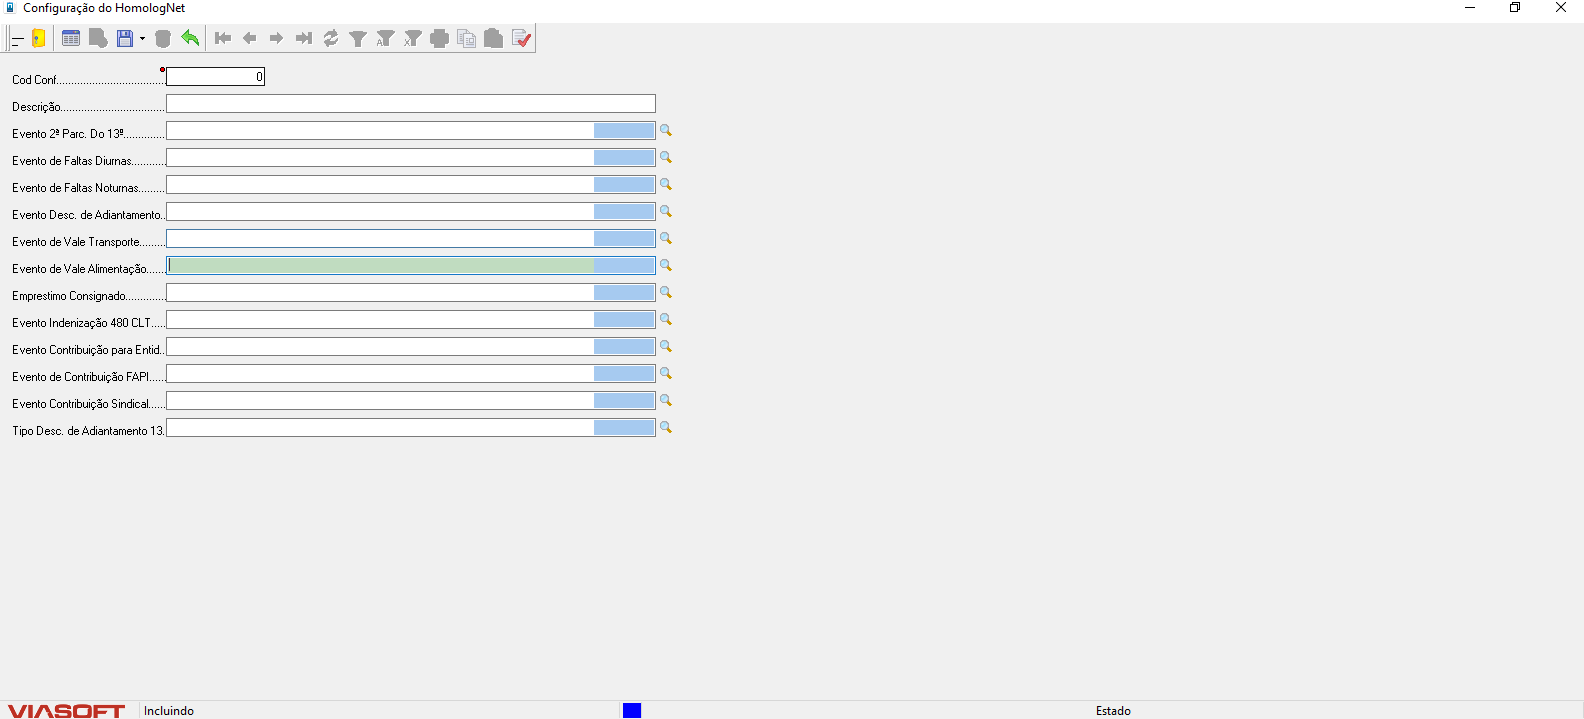 Configuração do HomologNet
Cod Conf..................................... 0
Descrição...................................
Evento 2ª Parc. Do 13º..............
Evento de Faltas Diurnas............
Evento de Faltas Noturnas.........
Evento Desc. de Adiantamento..
Evento de Vale Transporte.........
Evento de Vale Alimentação.......
Emprestimo Consignado..............
Evento Indenização 480 CLT.....
Evento Contribuição para Entid..
Evento de Contribuição FAPI......
Evento Contribuição Sindical......
Tipo Desc. de Adiantamento 13.
VIASOFT Incluindo Estado